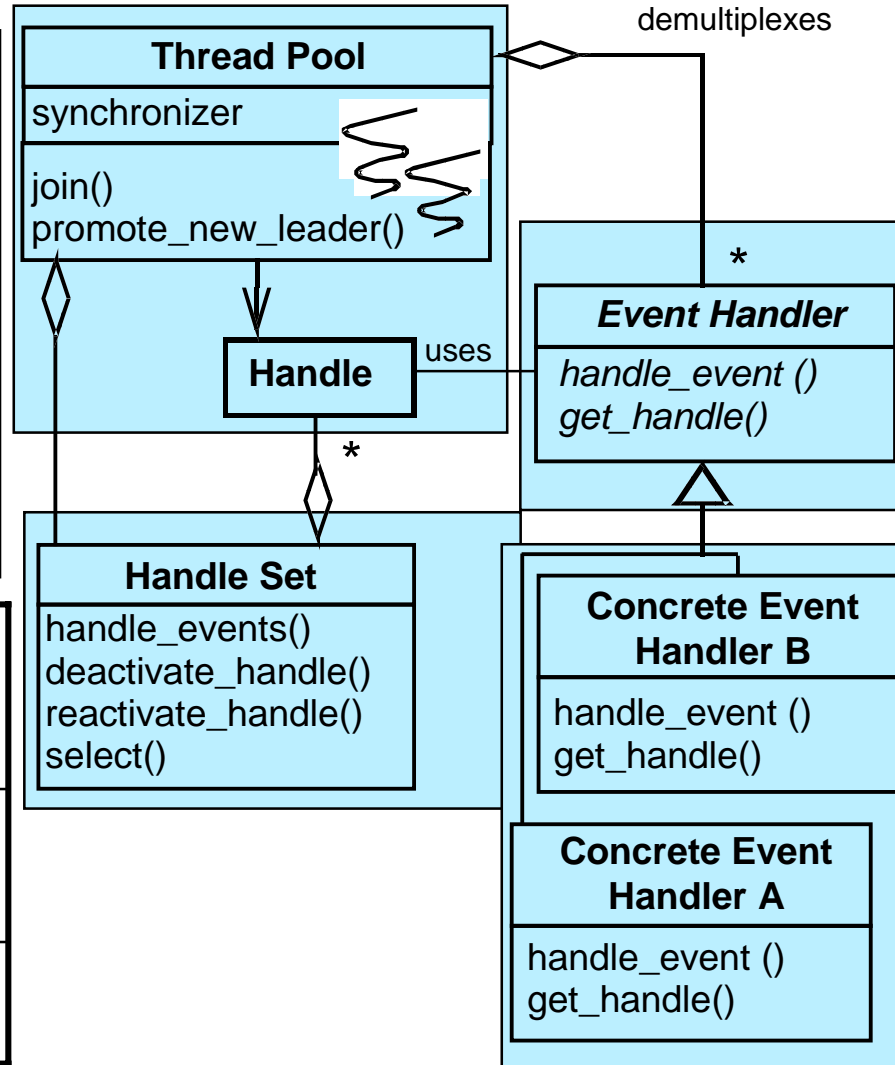 demultiplexes
Thread Pool
synchronizer
join()
promote_new_leader()
*
Event Handler
handle_event ()
get_handle()
Handle
uses
*
Handle Set
handle_events()
deactivate_handle()
reactivate_handle()
select()
Concrete Event
Handler B
handle_event ()
get_handle()
Concrete Event
Handler A
handle_event ()
get_handle()